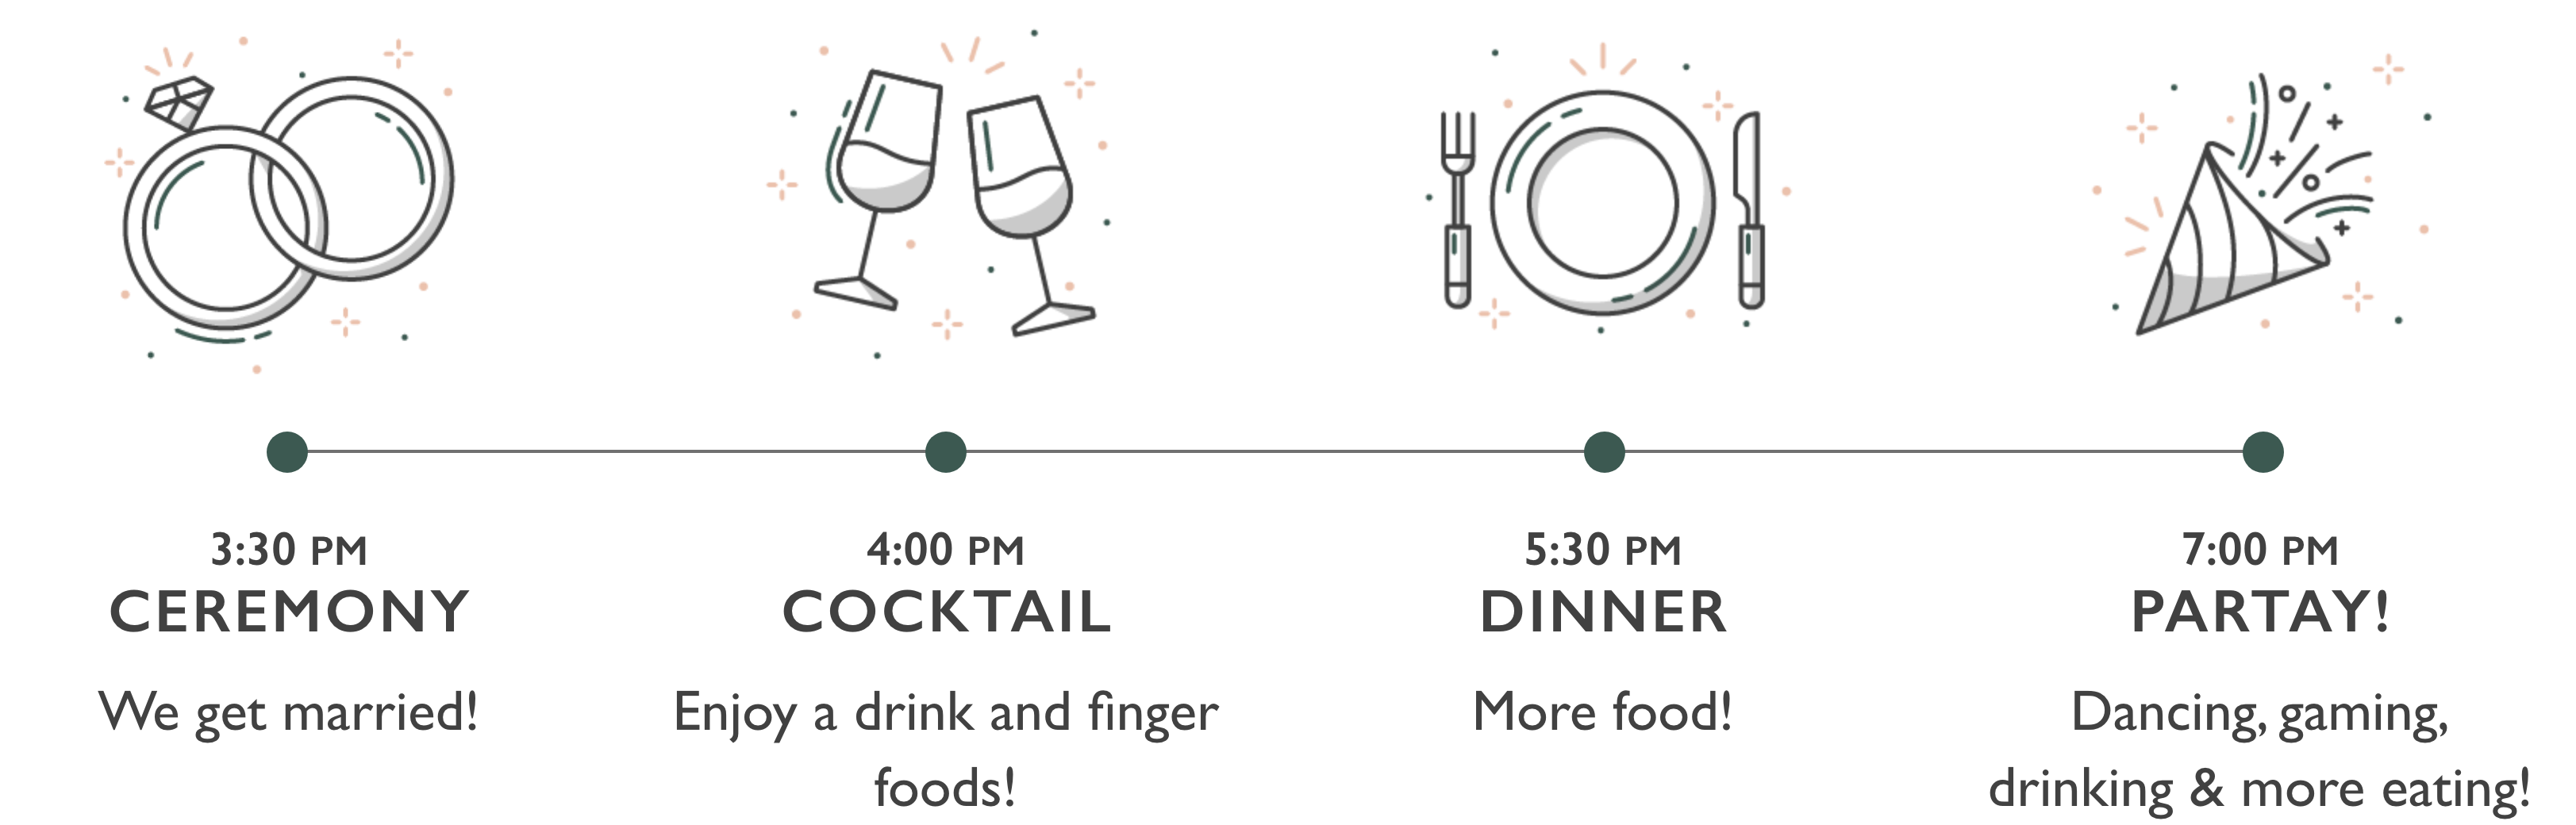 3:30 PM
CEREMONY
We get married!
4:00 PM
COCKTAIL
Enjoy a drink and finger
foods!
5:30 PM
DINNER
More food!
7:00 PM
PARTAY!
Dancing, gaming,
drinking & more eating!